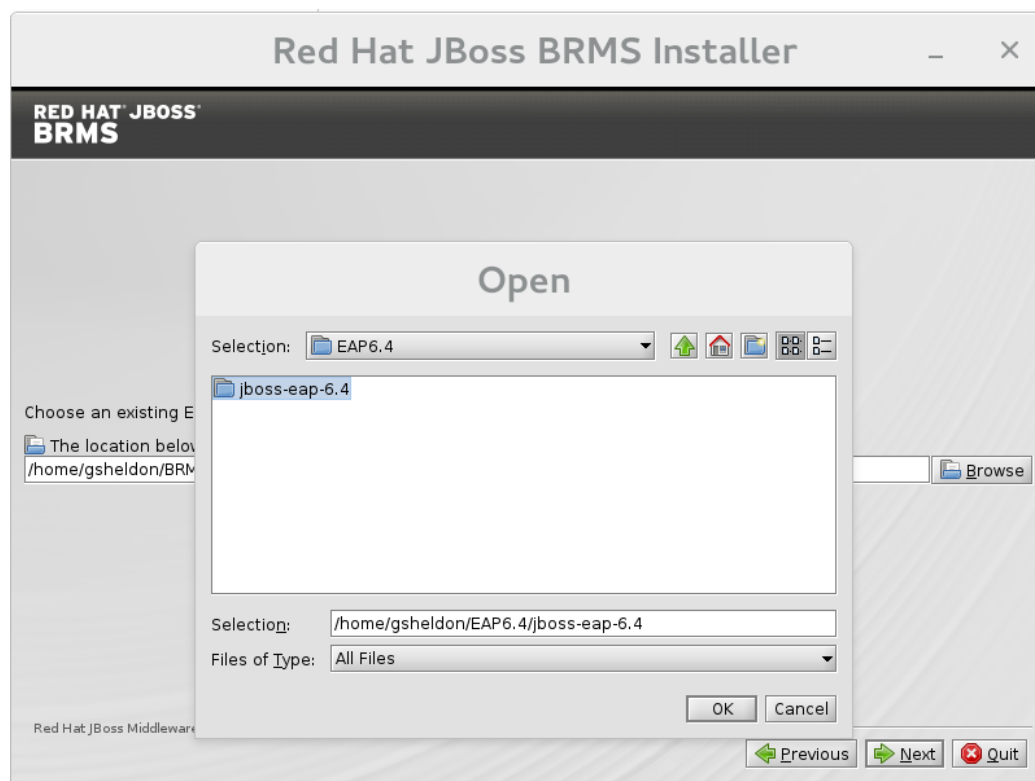 Red Hat JBoss BRMS Installer
RED HAT JBOSS
BRMS
Open
Selection: EAP6.4
jboss-eap-6.4
Choose an existing E
The location below
/home/gsheldon/BRM
Browse
Selection: /home/gsheldon/EAP6.4/jboss-eap-6.4
Files of Type: All Files
OK Cancel
Red Hat JBoss Middleware
Previous Next Quit